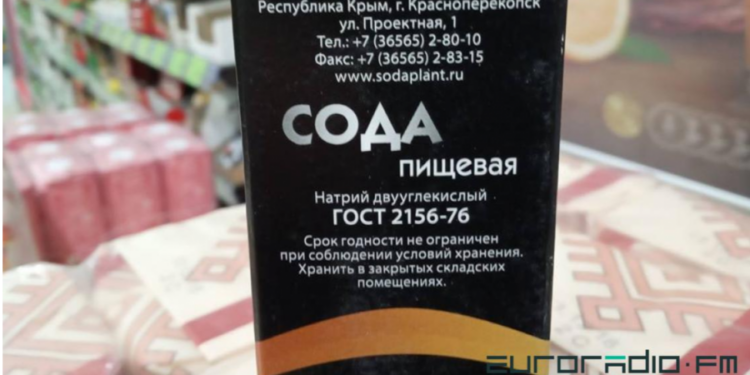 Республика Крым, г. Красноперекопск
ул. Проектная, 1
Тел.: +7 (36565) 2-80-10
Факс: +7 (36565) 2-83-15
www.sodaplant.ru
СОДА
пищевая
Натрий двууглекислый
ГОСТ 2156-76
Срок годности не ограничен
при соблюдении условий хранения.
Хранить в закрытых складских
помещениях.
EURORADIO.FM